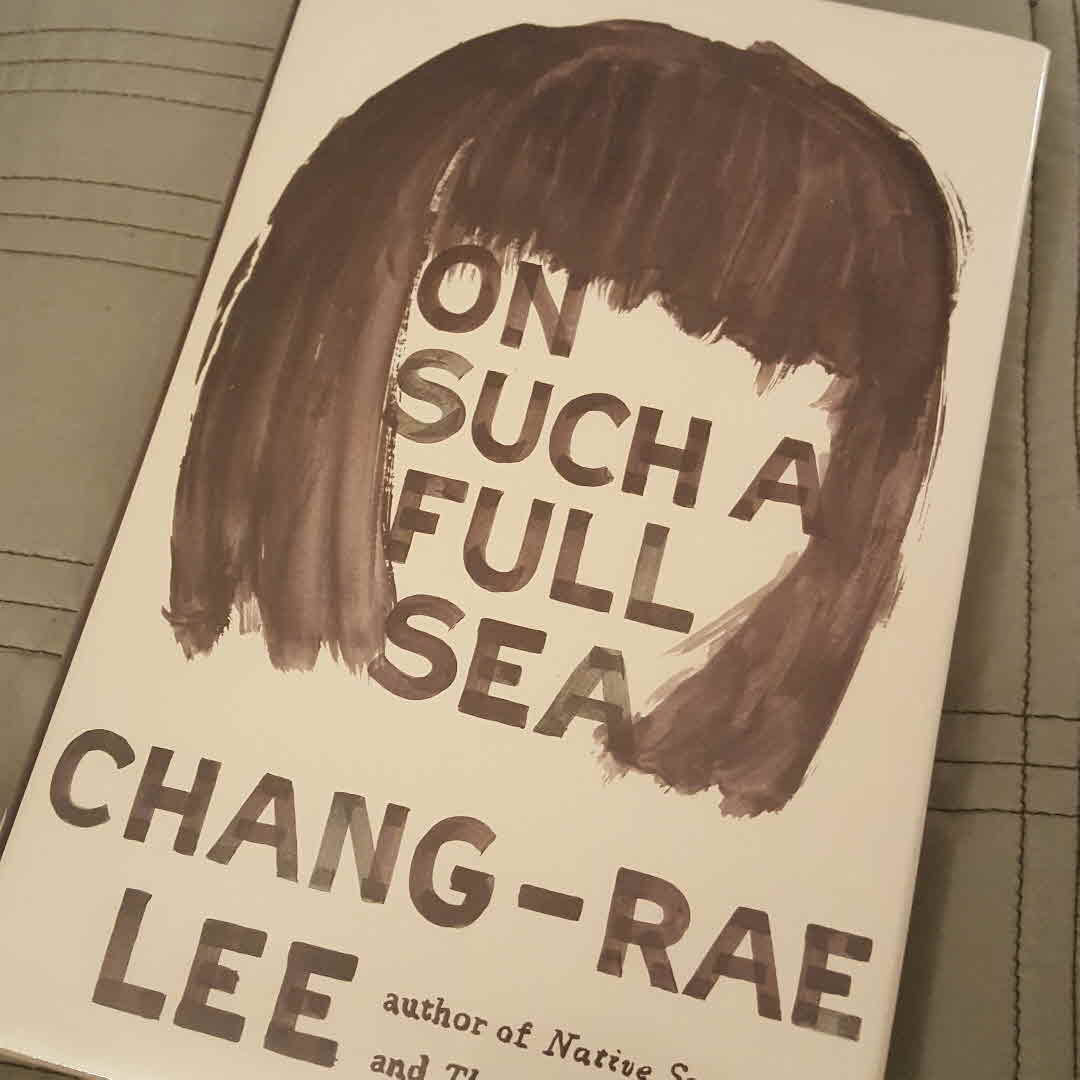 ON
SUCH A
FULL
SEA
CHANG-RAE
LEE
author of Native
and